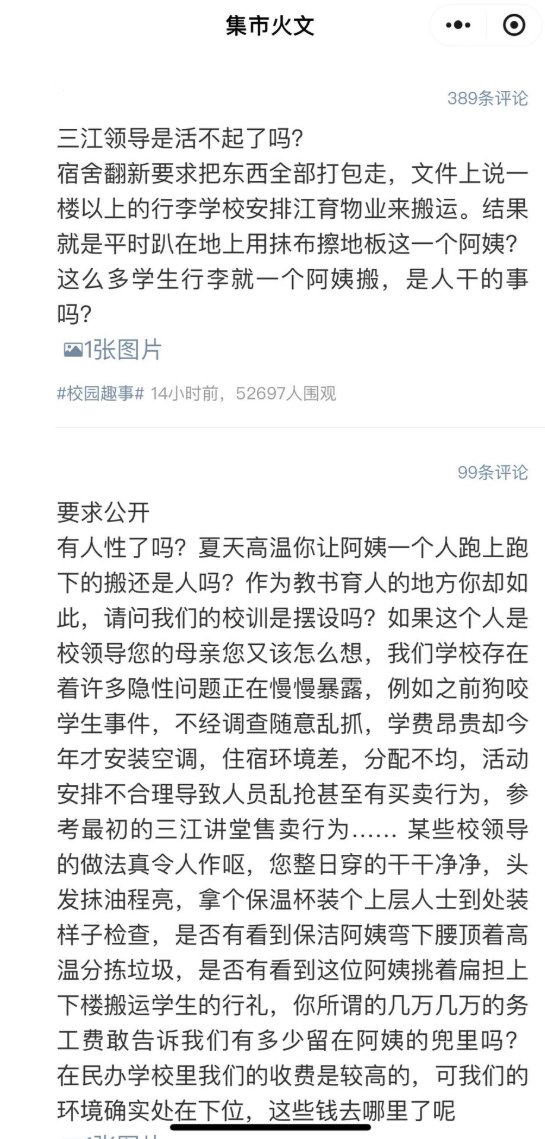 集市火文
389条评论
三江领导是活不起了吗？
宿舍翻新要求把东西全部打包走，文件上说一
楼以上的行李学校安排江育物业来搬运。结果
就是平时趴在地上用抹布擦地板这一个阿姨？
这么多学生行李就一个阿姨搬，是人干的事
吗？
1张图片
#校园趣事# 14小时前，52697人围观
99条评论
要求公开
有人性了吗？夏天高温你让阿姨一个人跑上跑
下的搬还是人吗？作为教书育人的地方你却如
此，请问我们的校训是摆设吗？如果这个人是
校领导您的母亲您又该怎么想，我们学校存在
着许多隐性问题正在慢慢暴露，例如之前狗咬
学生事件，不经调查随意乱抓，学费昂贵却今
年才安装空调，住宿环境差，分配不均，活动
安排不合理导致人员乱抢甚至有买卖行为，参
考最初的三江讲堂售卖行为…… 某些校领导
的做法真令人作呕，您整日穿的干干净净，头
发抹油程亮，拿个保温杯装个上层人士到处装
样子检查，是否有看到保洁阿姨弯下腰顶着高
温分拣垃圾，是否有看到这位阿姨挑着扁担上
下楼搬运学生的行礼，你所谓的几万几万的务
工费敢告诉我们有多少留在阿姨的兜里吗？
在民办学校里我们的收费是较高的，可我们的
环境确实处在下位，这些钱去哪里了呢